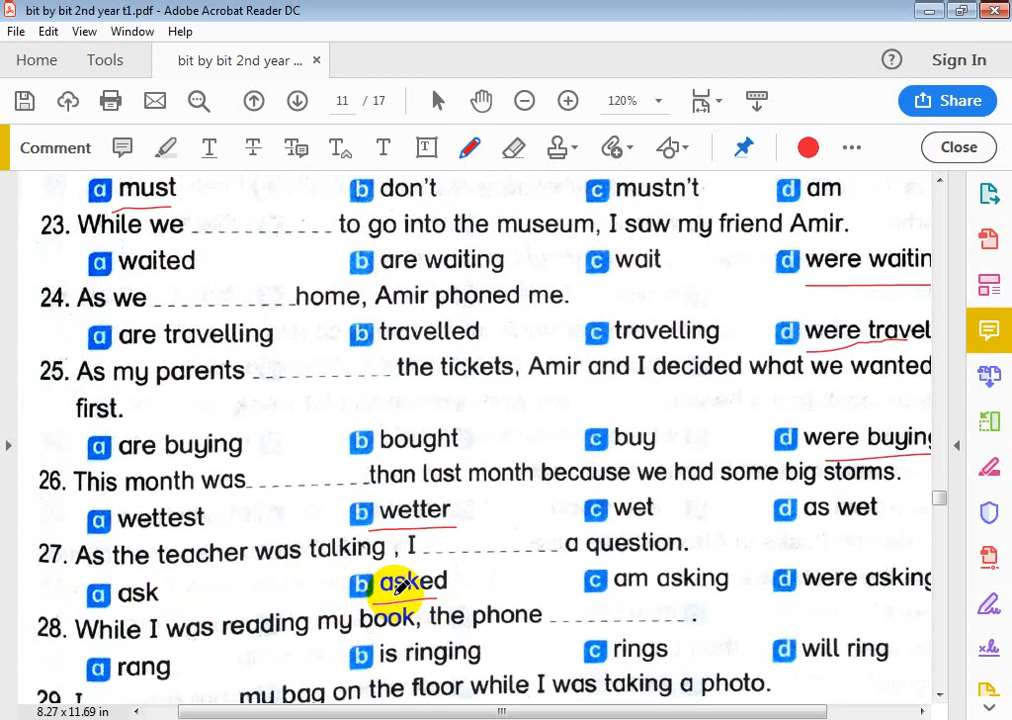 bit by bit 2nd year t1.pdf - Adobe Acrobat Reader DC
File Edit View Window Help
Home Tools bit by bit 2nd year ... × ? Sign In
11 / 17 120% Share
Comment T T T T T Close
a must b don't c mustn't d am
23. While we _ _ _ _ _ _ _ _ _ _ to go into the museum, I saw my friend Amir.
a waited b are waiting c wait d were waitin
24. As we _ _ _ _ _ _ _ _ _ _ home, Amir phoned me.
a are travelling b travelled c travelling d were travel
25. As my parents _ _ _ _ _ _ _ _ _ _ the tickets, Amir and I decided what we wanted
first.
a are buying b bought c buy d were buying
26. This month was _ _ _ _ _ _ _ _ _ _ than last month because we had some big storms.
a wettest b wetter c wet d as wet
27. As the teacher was talking , I _ _ _ _ _ _ _ _ _ _ a question.
a ask b asked c am asking d were asking
28. While I was reading my book, the phone _ _ _ _ _ _ _ _ _ _ .
a rang b is ringing c rings d will ring
29. I _ _ _ _ _ _ _ _ _ _ my bag on the floor while I was taking a photo.
8.27 x 11.69 in